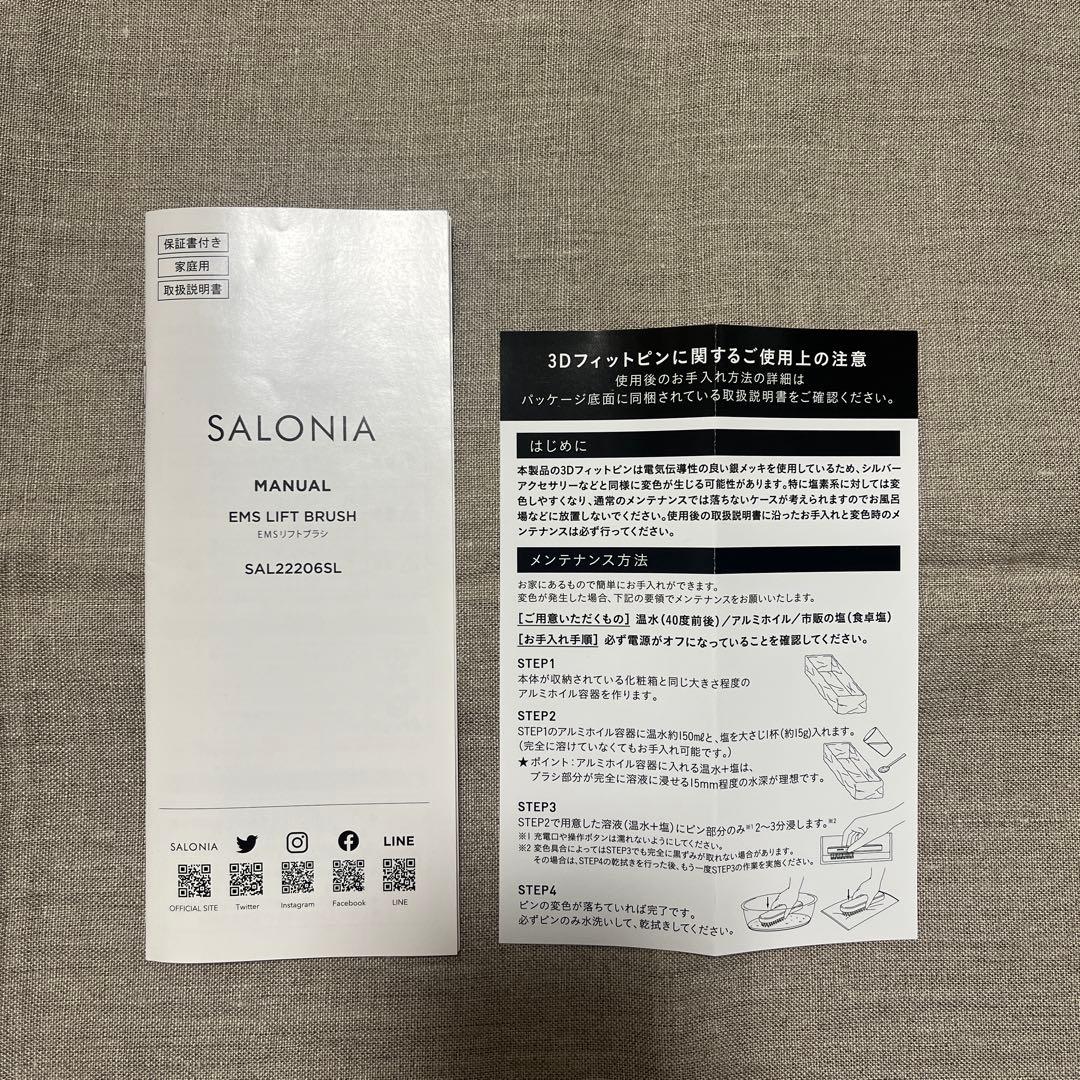 保証書付き
家庭用
取扱説明書
SALONIA
MANUAL
EMS LIFT BRUSH
EMSリフトブラシ
SAL22206SL
SALONIA
LINE
OFFICIAL SITE
Twitter
Instagram
Facebook
LINE
3Dフィットピンに関するご使用上の注意
使用後のお手入れ方法の詳細は
パッケージ底面に同梱されている取扱説明書をご確認ください。
はじめに
本製品の3Dフィットピンは電気伝導性の良い銀メッキを使用しているため、シルバー
アクセサリーなどと同様に変色が生じる可能性があります。特に塩素系に対しては変
色しやすくなり、通常のメンテナンスでは落ちないケースが考えられますのでお風呂
場などに放置しないでください。使用後の取扱説明書に沿ったお手入れと変色時のメ
ンテナンスは必ず行ってください。
メンテナンス方法
お家にあるもので簡単にお手入れができます。
変色が発生した場合、下記の要領でメンテナンスをお願いいたします。
[ご用意いただくもの] 温水(40度前後)/アルミホイル/市販の塩(食卓塩)
[お手入れ手順] 必ず電源がオフになっていることを確認してください。
STEP1
本体が収納されている化粧箱と同じ大きさ程度の
アルミホイル容器を作ります。
STEP2
STEP1のアルミホイル容器に温水約150mlと、塩を大さじ1杯(約15g)入れます。
(完全に溶けていなくてもお手入れ可能です。)
★ポイント:アルミホイル容器に入れる温水+塩は、
ブラシ部分が完全に溶液に浸せる15mm程度の水深が理想です。
STEP3
STEP2で用意した溶液(温水+塩)にピン部分のみ※1 2〜3分浸します。※2
※1 充電口や操作ボタンは濡れないようにしてください。
※2 変色具合によってはSTEP3でも完全に黒ずみが取れない場合があります。
その場合は、STEP4の乾拭きを行った後、もう一度STEP3の作業を実施ください。
STEP4
ピンの変色が落ちていれば完了です。
必ずピンのみ水洗いして、乾拭きしてください。